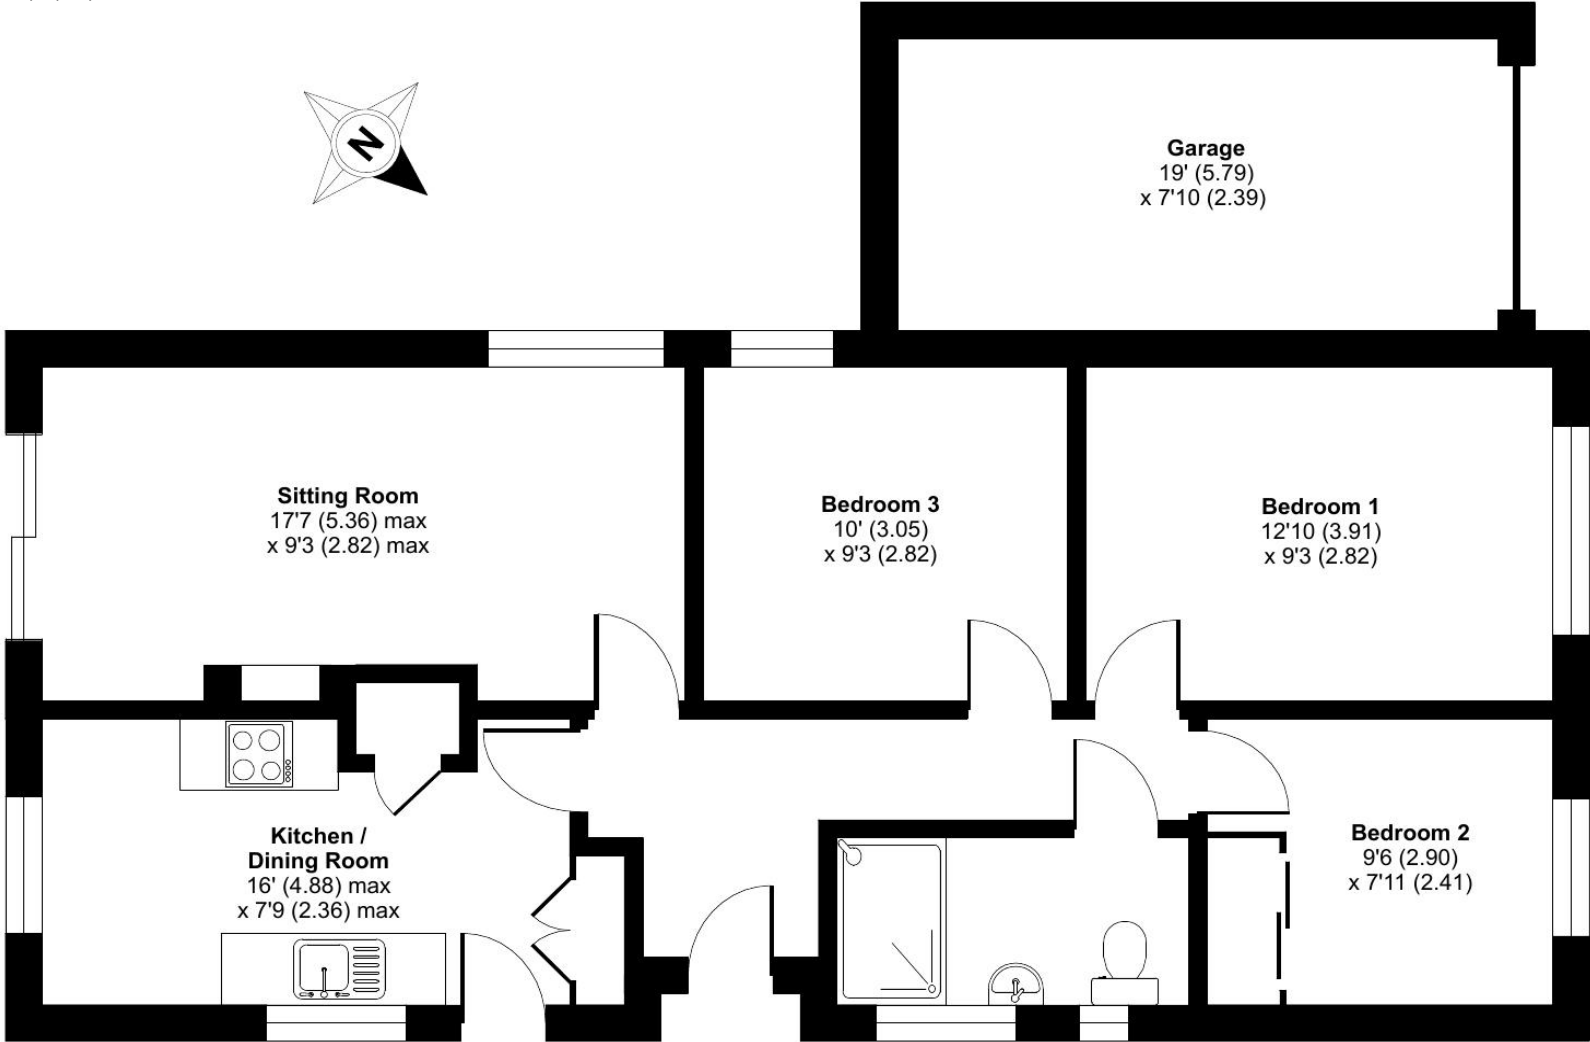 N
Garage
19' (5.79)
x 7'10 (2.39)
Sitting Room
17'7 (5.36) max
x 9'3 (2.82) max
Bedroom 3
10' (3.05)
x 9'3 (2.82)
Bedroom 1
12'10 (3.91)
x 9'3 (2.82)
Kitchen /
Dining Room
16' (4.88) max
x 7'9 (2.36) max
Bedroom 2
9'6 (2.90)
x 7'11 (2.41)